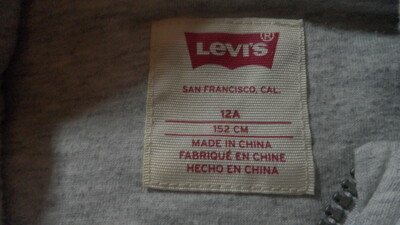 Levi's®
SAN FRANCISCO, CAL.
12A
152 CM
MADE IN CHINA
FABRIQUÉ EN CHINE
HECHO EN CHINA